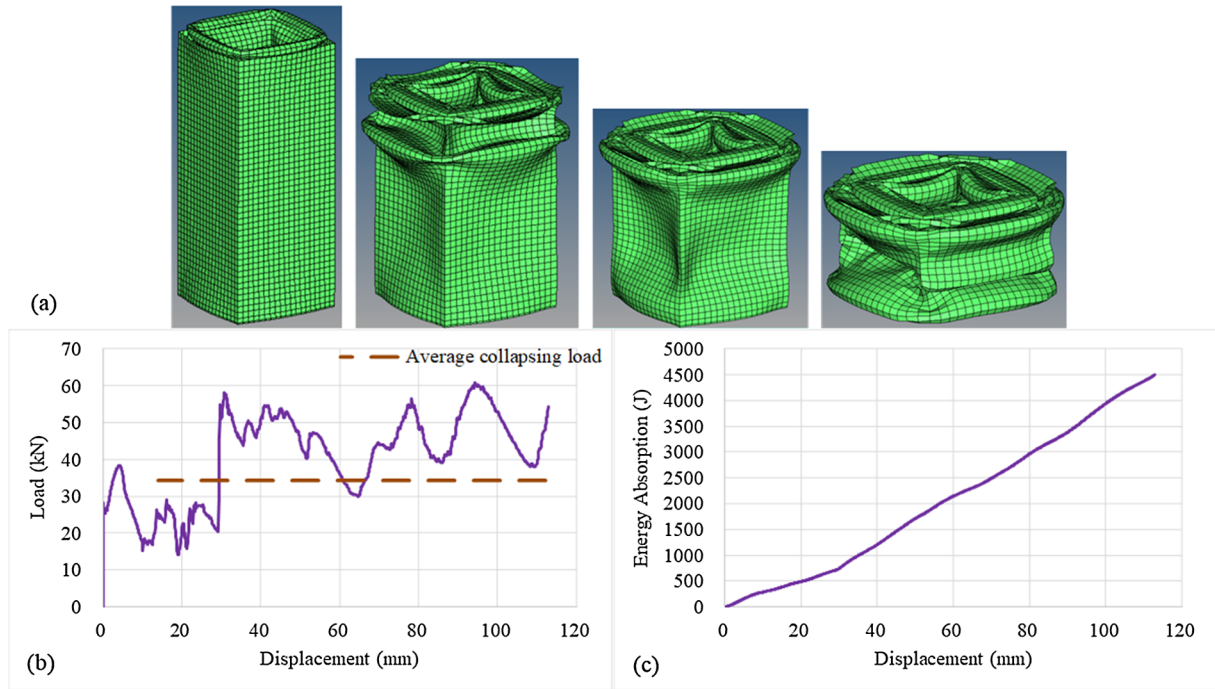 (a)
70
60
50
40
30
20
10
0
Load (kN)
Average collapsing load
0 20 40 60 80 100 120
Displacement (mm)
(b)
5000
4500
4000
3500
3000
2500
2000
1500
1000
500
0
Energy Absorption (J)
0 20 40 60 80 100 120
Displacement (mm)
(c)